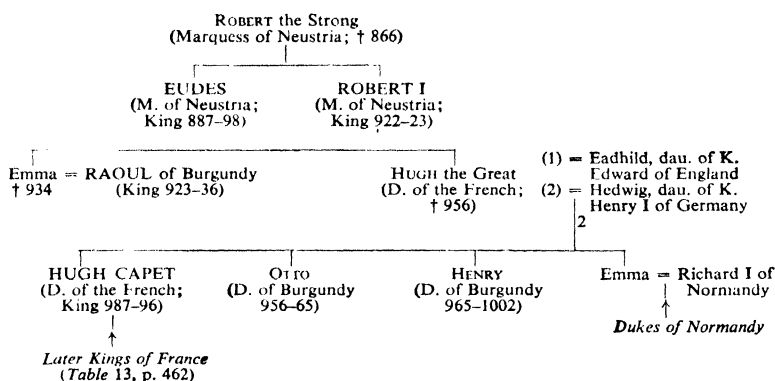 ROBERT the Strong
(Marquess of Neustria; † 866)
EUDES
(M. of Neustria;
King 887–98)
ROBERT I
(M. of Neustria;
King 922–23)
Emma = RAOUL of Burgundy
† 934 (King 923–36)
HUGH the Great
(D. of the French;
† 956)
(1) = Eadhild, dau. of K.
Edward of England
(2) = Hedwig, dau. of K.
Henry I of Germany
2
HUGH CAPET
(D. of the French;
King 987–96)
OTTO
(D. of Burgundy
956–65)
HENRY
(D. of Burgundy
965–1002)
Emma = Richard I of
Normandy
Dukes of Normandy
Later Kings of France
(Table 13, p. 462)